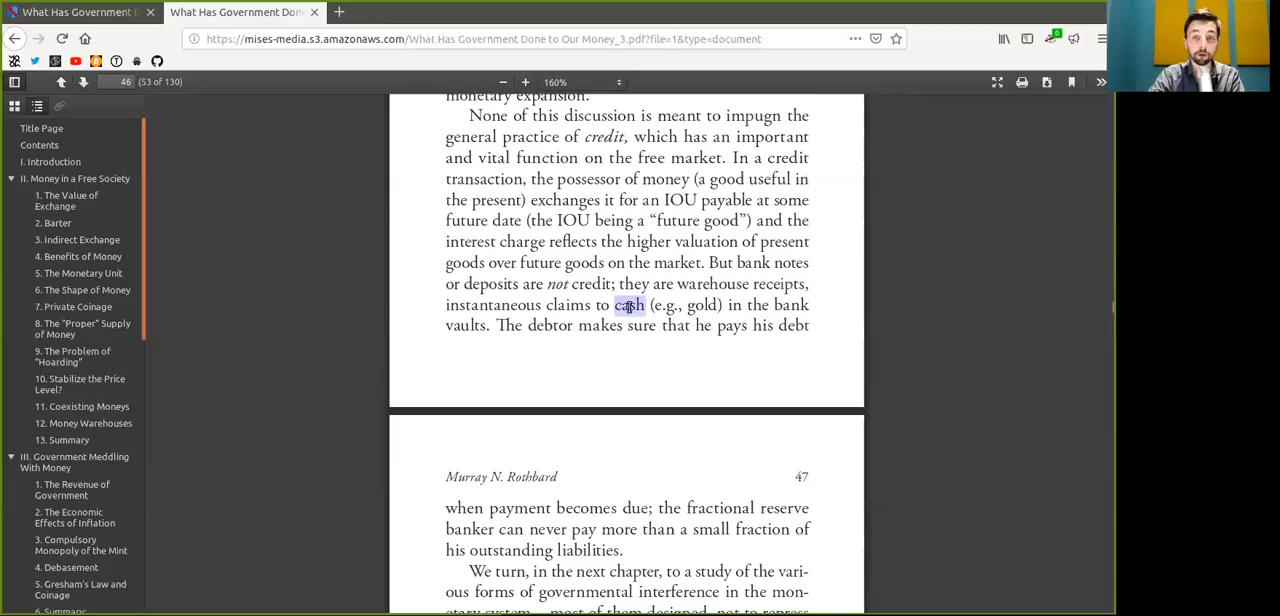 What Has Government D
What Has Government Don
https://mises-media.s3.amazonaws.com/What Has Government Done to Our Money_3.pdf?file=1&type=document
0
46 (53 of 130)
160%
Title Page
Contents
I. Introduction
II. Money in a Free Society
1. The Value of
Exchange
2. Barter
3. Indirect Exchange
4. Benefits of Money
5. The Monetary Unit
6. The Shape of Money
7. Private Coinage
8. The "Proper" Supply
of Money
9. The Problem of
"Hoarding"
10. Stabilize the Price
Level?
11. Coexisting Moneys
12. Money Warehouses
13. Summary
III. Government Meddling
With Money
1. The Revenue of
Government
2. The Economic
Effects of Inflation
3. Compulsory
Monopoly of the Mint
4. Debasement
5. Gresham's Law and
Coinage
6. Summary
monetary expansion.
None of this discussion is meant to impugn the
general practice of credit, which has an important
and vital function on the free market. In a credit
transaction, the possessor of money (a good useful in
the present) exchanges it for an IOU payable at some
future date (the IOU being a “future good”) and the
interest charge reflects the higher valuation of present
goods over future goods on the market. But bank notes
or deposits are not credit; they are warehouse receipts,
instantaneous claims to cash (e.g., gold) in the bank
vaults. The debtor makes sure that he pays his debt
Murray N. Rothbard 47
when payment becomes due; the fractional reserve
banker can never pay more than a small fraction of
his outstanding liabilities.
We turn, in the next chapter, to a study of the vari-
ous forms of governmental interference in the mon-
etary system—most of them designed, not to repress